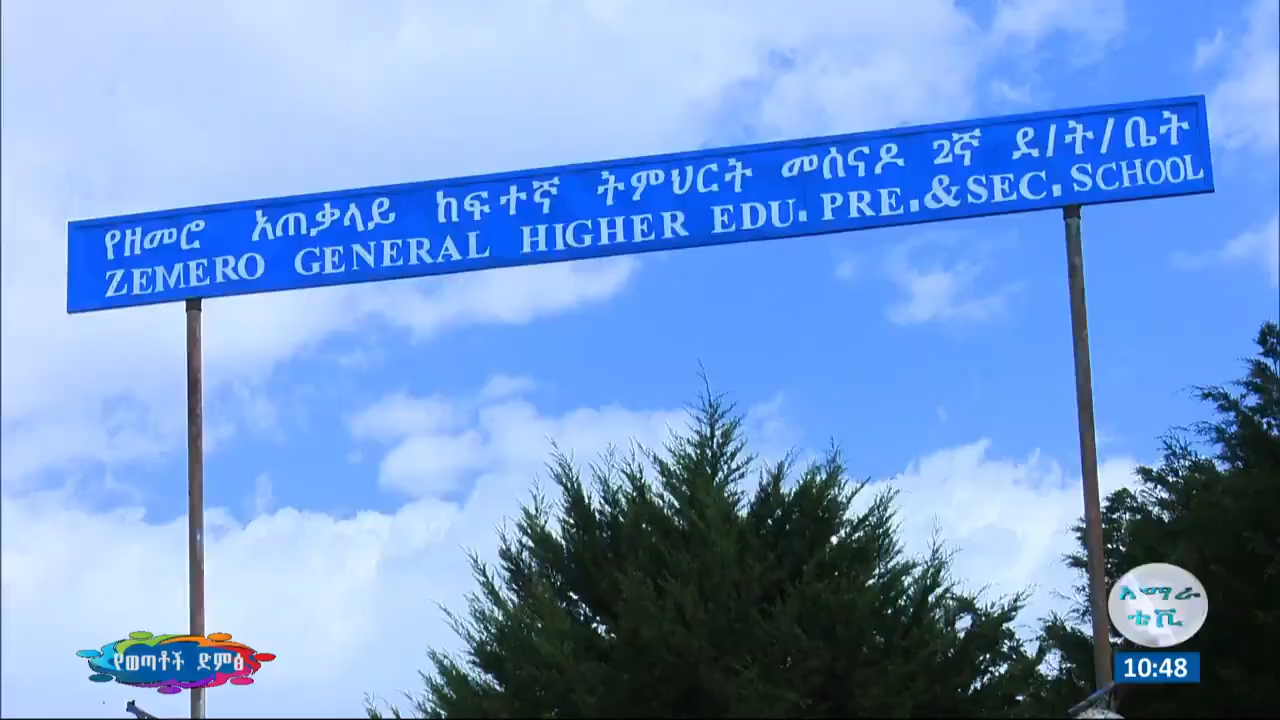 የዘመሮ አጠቃላይ ከፍተኛ ትምህርት መሰናዶ 2ኛ ደ/ት/ቤት
ZEMERO GENERAL HIGHER EDU. PRE.&SEC. SCHOOL
የወጣቶች ድምፅ
አማራ
ቴቪ
10:48